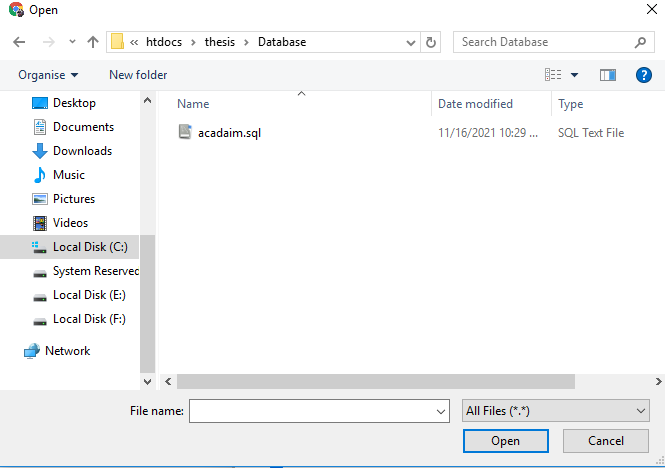 Open
« htdocs › thesis › Database
Search Database
Organise
New folder
Desktop
Documents
Downloads
Music
Pictures
Videos
Local Disk (C:)
System Reserved
Local Disk (E:)
Local Disk (F:)
Network
Name Date modified Type
acadaim.sql 11/16/2021 10:29 ... SQL Text File
File name:
All Files (*.*)
Open Cancel